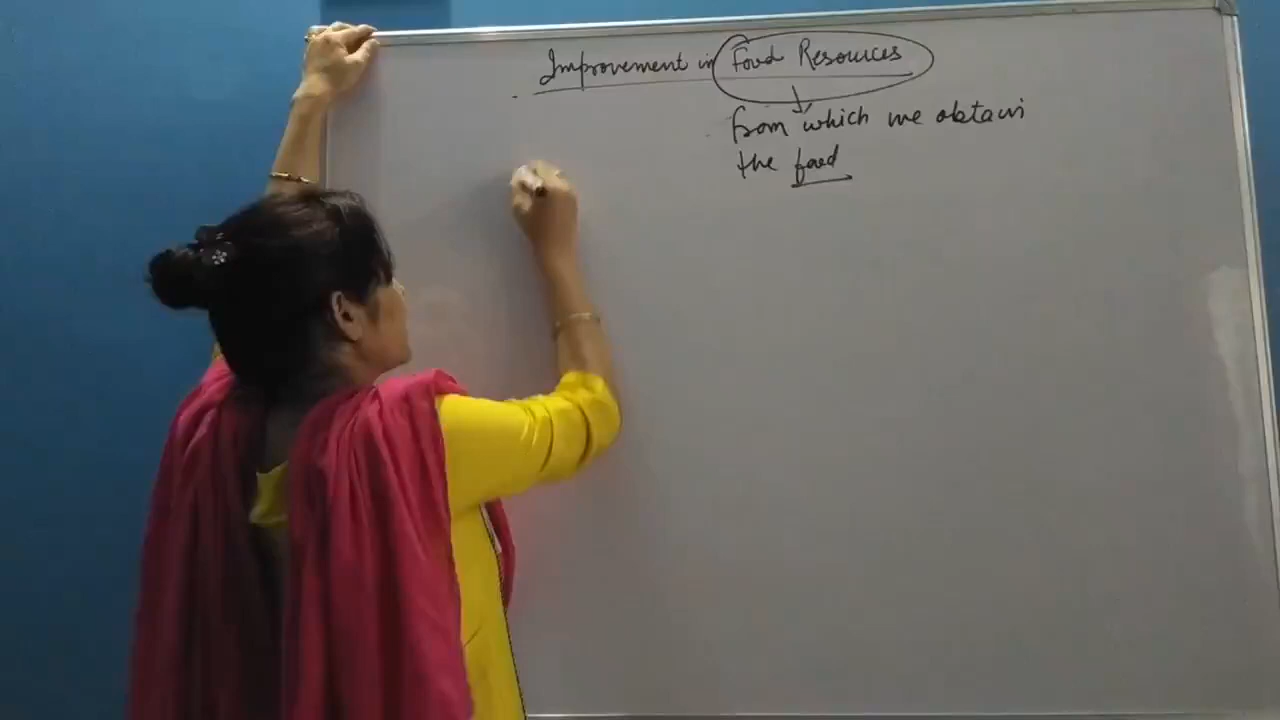 Improvement in Food Resources
from which we obtain
the food